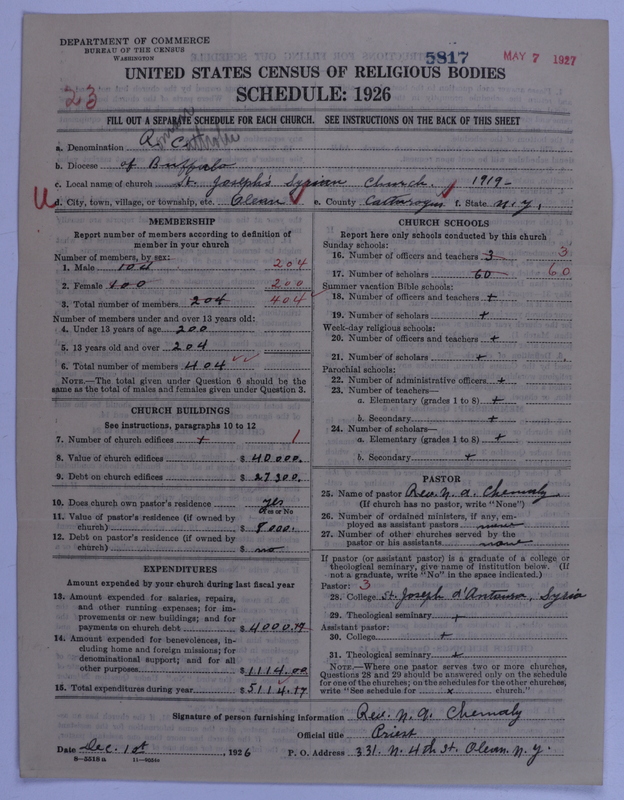 DEPARTMENT OF COMMERCE
BUREAU OF THE CENSUS
WASHINGTON
5817
MAY 7 1927
UNITED STATES CENSUS OF RELIGIOUS BODIES
SCHEDULE: 1926
23
FILL OUT A SEPARATE SCHEDULE FOR EACH CHURCH. SEE INSTRUCTIONS ON THE BACK OF THIS SHEET
a. Denomination R. C. Roman Catholic
b. Diocese of Buffalo
c. Local name of church St. Joseph's Syrian Church. 1919-
d. City, town, village, or township, etc. Olean e. County Cattaraugus f. State N.Y.
MEMBERSHIP
Report number of members according to definition of
member in your church
Number of members, by sex:
1. Male 104 204
2. Female 100 200
3. Total number of members 204 404
Number of members under and over 13 years old:
4. Under 13 years of age 200
5. 13 years old and over 204
6. Total number of members 404
NOTE.—The total given under Question 6 should be the
same as the total of males and females given under Question 3.
CHURCH BUILDINGS
See instructions, paragraphs 10 to 12
7. Number of church edifices + 1
8. Value of church edifices $ 40000.
9. Debt on church edifices $ 27300.
10. Does church own pastor's residence yes
Yes or No
11. Value of pastor's residence (if owned by
church) $ 8000.
12. Debt on pastor's residence (if owned by
church) $ no
EXPENDITURES
Amount expended by your church during last fiscal year
13. Amount expended for salaries, repairs,
and other running expenses; for im-
provements or new buildings; and for
payments on church debt $ 4000.17
14. Amount expended for benevolences, in-
cluding home and foreign missions; for
denominational support; and for all
other purposes $ 1114.00
15. Total expenditures during year $ 5114.17
CHURCH SCHOOLS
Report here only schools conducted by this church
Sunday schools:
16. Number of officers and teachers 3 3
17. Number of scholars 60 60
Summer vacation Bible schools:
18. Number of officers and teachers +
19. Number of scholars +
Week-day religious schools:
20. Number of officers and teachers +
21. Number of scholars +
Parochial schools:
22. Number of administrative officers +
23. Number of teachers—
a. Elementary (grades 1 to 8) +
b. Secondary +
24. Number of scholars—
a. Elementary (grades 1 to 8) +
b. Secondary +
PASTOR
25. Name of pastor Rev. N. A. Chemaly
(If church has no pastor, write "None")
26. Number of ordained ministers, if any, em-
ployed as assistant pastors none
27. Number of other churches served by the
pastor or his assistants none
If pastor (or assistant pastor) is a graduate of a college or
theological seminary, give name of institution below. (If
not a graduate, write "No" in the space indicated.)
Pastor: 3
28. College St. Joseph d'Antoura, Syria
29. Theological seminary +
Assistant pastor:
30. College +
31. Theological seminary +
NOTE.—Where one pastor serves two or more churches,
Questions 28 and 29 should be answered only on the schedule
for one of the churches; on the schedules for the other churches,
write "See schedule for x church."
Signature of person furnishing information Rev. N. A. Chemaly
Official title Priest
Date Dec. 1st, 1926 P. O. Address 331. N. 4th St. Olean. N. Y.
8—5518 a